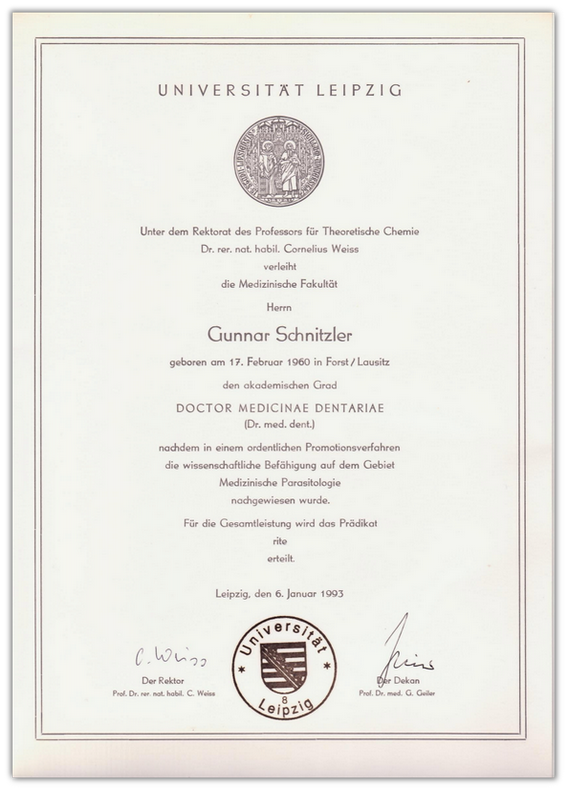 UNIVERSITÄT LEIPZIG
Unter dem Rektorat des Professors für Theoretische Chemie
Dr. rer. nat. habil. Cornelius Weiss
verleiht
die Medizinische Fakultät
Herrn
Gunnar Schnitzler
geboren am 17. Februar 1960 in Forst/Lausitz
den akademischen Grad
DOCTOR MEDICINAE DENTARIAE
(Dr. med. dent.)
nachdem in einem ordentlichen Promotionsverfahren
die wissenschaftliche Befähigung auf dem Gebiet
Medizinische Parasitologie
nachgewiesen wurde.
Für die Gesamtleistung wird das Prädikat
rite
erteilt.
Leipzig, den 6. Januar 1993
Universität
8
Leipzig
C. Weiss
Der Rektor
Prof. Dr. rer. nat. habil. C. Weiss
Der Dekan
Prof. Dr. med. G. Geiler